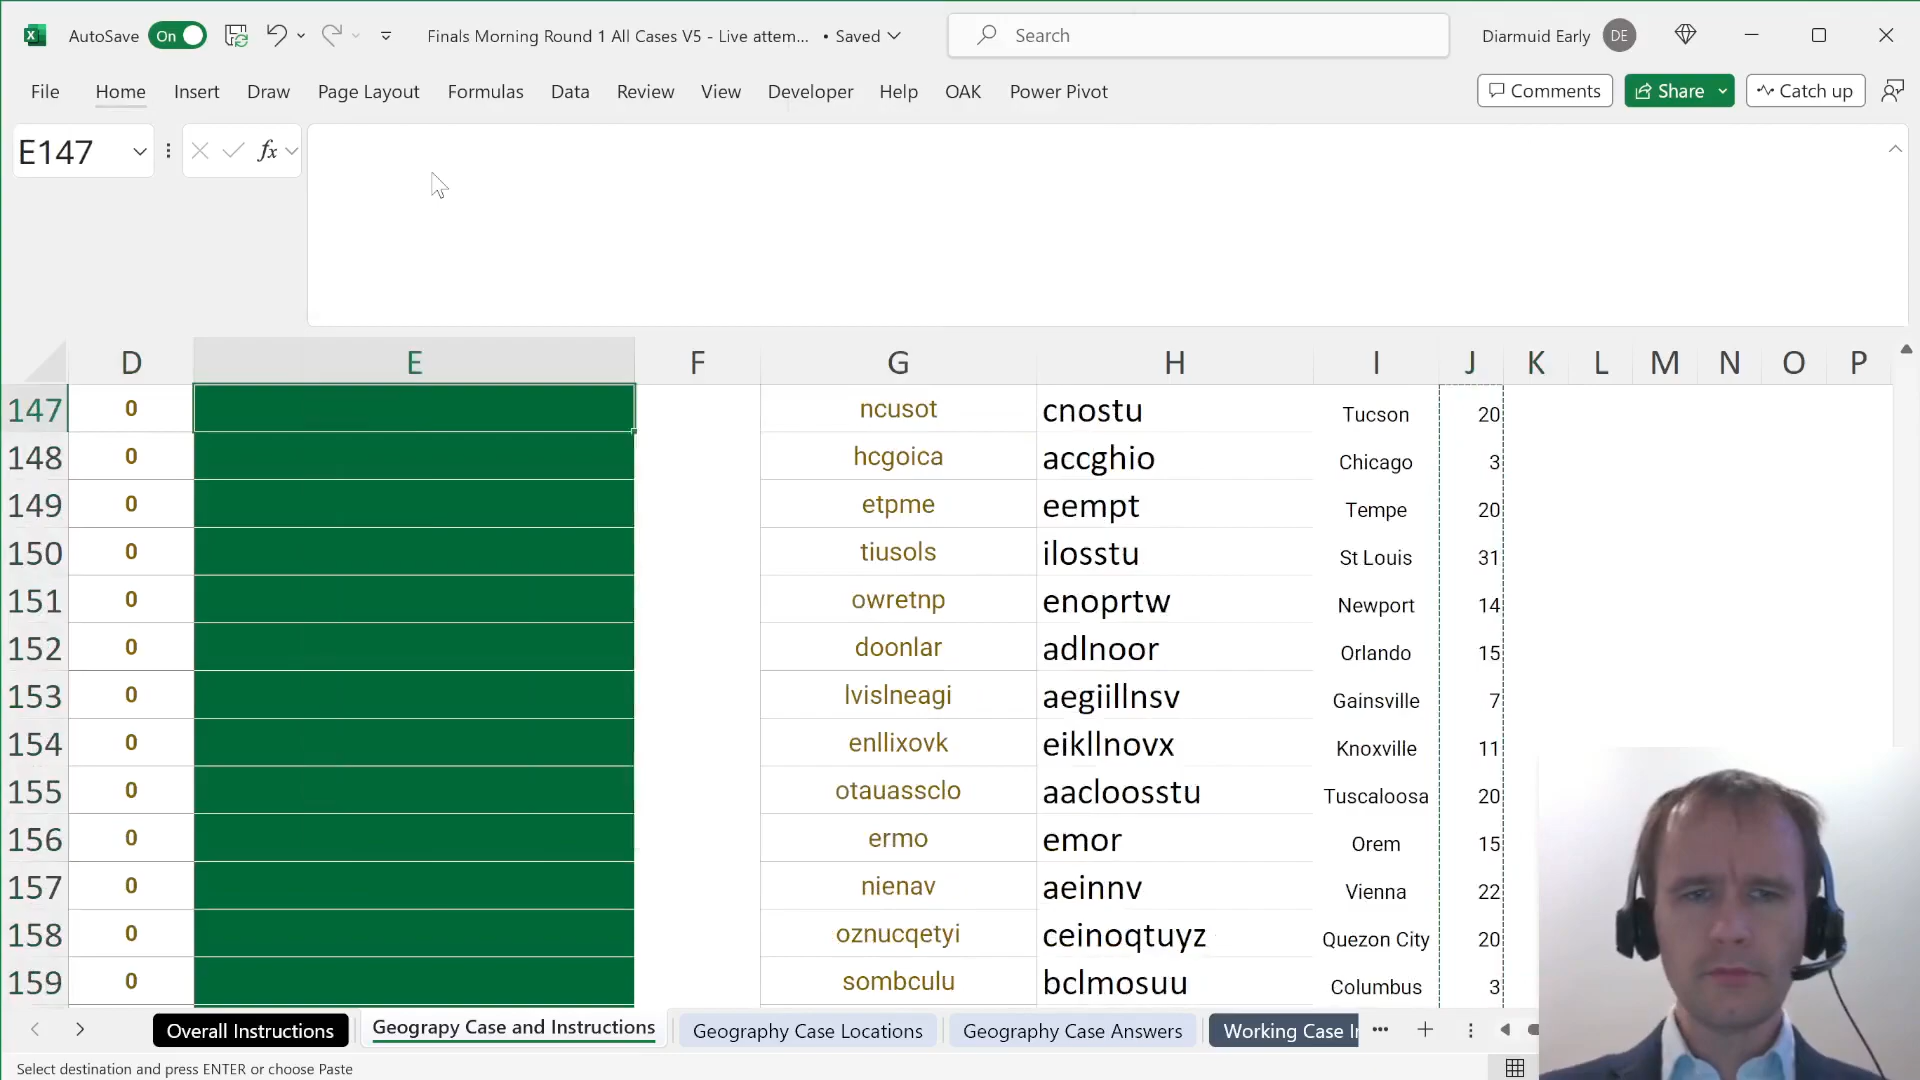 AutoSave On Finals Morning Round 1 All Cases V5 - Live attem... • Saved Search Diarmuid Early DE
File Home Insert Draw Page Layout Formulas Data Review View Developer Help OAK Power Pivot Comments Share Catch up
E147 fx
D E F G H I J K L M N O P
147 0 ncusot cnostu Tucson 20
148 0 hcgoica accghio Chicago 3
149 0 etpme eempt Tempe 20
150 0 tiusols ilosstu St Louis 31
151 0 owretnp enoprtw Newport 14
152 0 doonlar adlnoor Orlando 15
153 0 lvislneagi aegiillnsv Gainsville 7
154 0 enllixovk eikllnovx Knoxville 11
155 0 otauassclo aacloosstu Tuscaloosa 20
156 0 ermo emor Orem 15
157 0 nienav aeinnv Vienna 22
158 0 oznucqetyi ceinoqtuyz Quezon City 20
159 0 sombculu bclmosuu Columbus 3
Overall Instructions Geograpy Case and Instructions Geography Case Locations Geography Case Answers Working Case In ...
Select destination and press ENTER or choose Paste